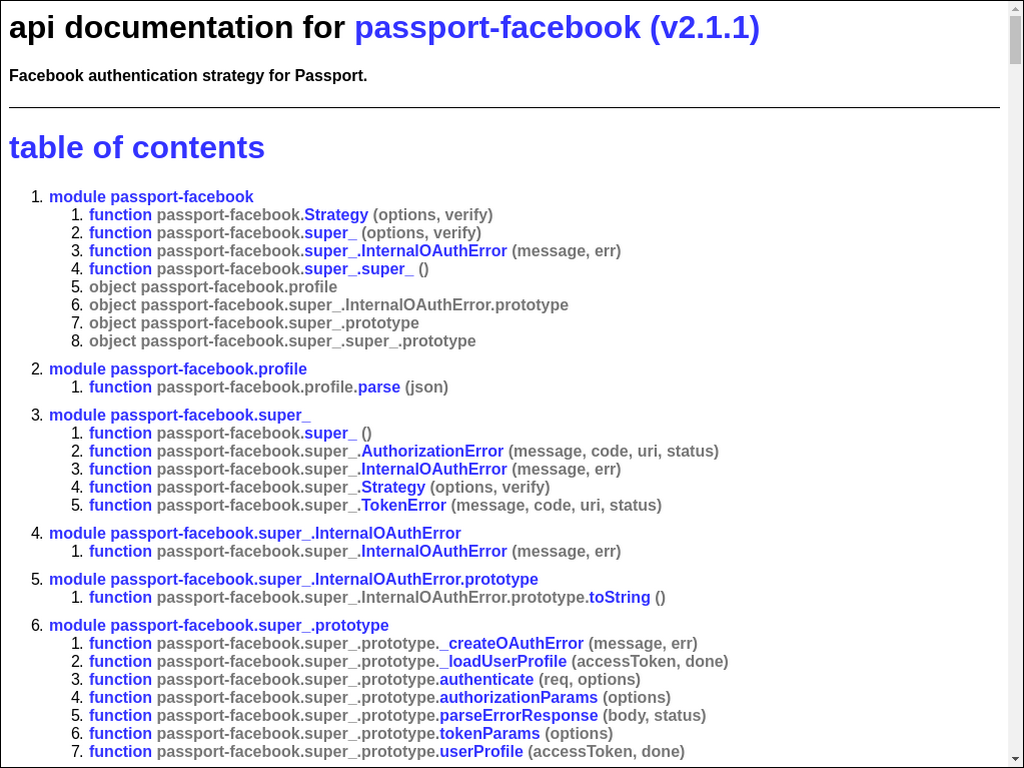 api documentation for passport-facebook (v2.1.1)
Facebook authentication strategy for Passport.
table of contents
1. module passport-facebook
1. function passport-facebook.Strategy (options, verify)
2. function passport-facebook.super_ (options, verify)
3. function passport-facebook.super_.InternalOAuthError (message, err)
4. function passport-facebook.super_.super_ ()
5. object passport-facebook.profile
6. object passport-facebook.super_.InternalOAuthError.prototype
7. object passport-facebook.super_.prototype
8. object passport-facebook.super_.super_.prototype
2. module passport-facebook.profile
1. function passport-facebook.profile.parse (json)
3. module passport-facebook.super_
1. function passport-facebook.super_ ()
2. function passport-facebook.super_.AuthorizationError (message, code, uri, status)
3. function passport-facebook.super_.InternalOAuthError (message, err)
4. function passport-facebook.super_.Strategy (options, verify)
5. function passport-facebook.super_.TokenError (message, code, uri, status)
4. module passport-facebook.super_.InternalOAuthError
1. function passport-facebook.super_.InternalOAuthError (message, err)
5. module passport-facebook.super_.InternalOAuthError.prototype
1. function passport-facebook.super_.InternalOAuthError.prototype.toString ()
6. module passport-facebook.super_.prototype
1. function passport-facebook.super_.prototype._createOAuthError (message, err)
2. function passport-facebook.super_.prototype._loadUserProfile (accessToken, done)
3. function passport-facebook.super_.prototype.authenticate (req, options)
4. function passport-facebook.super_.prototype.authorizationParams (options)
5. function passport-facebook.super_.prototype.parseErrorResponse (body, status)
6. function passport-facebook.super_.prototype.tokenParams (options)
7. function passport-facebook.super_.prototype.userProfile (accessToken, done)